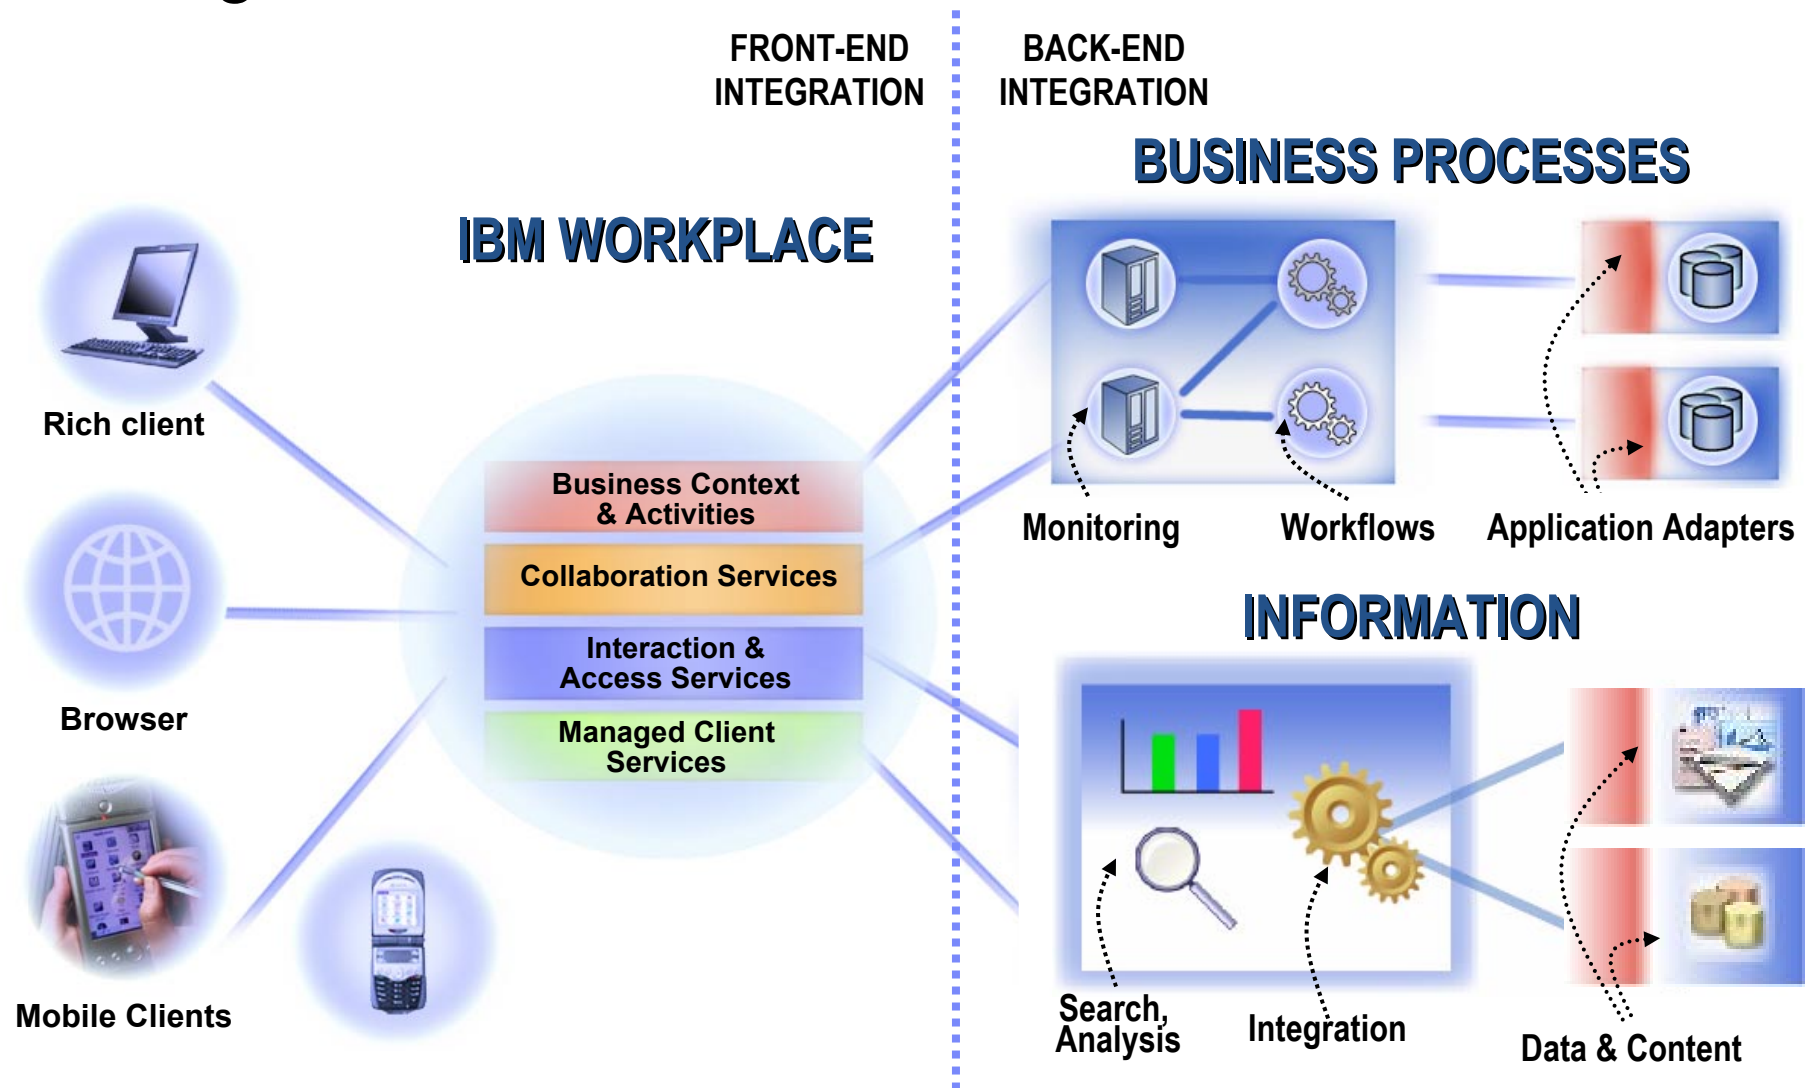 FRONT-END
INTEGRATION
BACK-END
INTEGRATION
BUSINESS PROCESSES
IBM WORKPLACE
Rich client
Business Context
& Activities
Monitoring
Workflows
Application Adapters
Collaboration Services
INFORMATION
Interaction &
Access Services
Browser
Managed Client
Services
Mobile Clients
Search,
Analysis
Integration
Data & Content